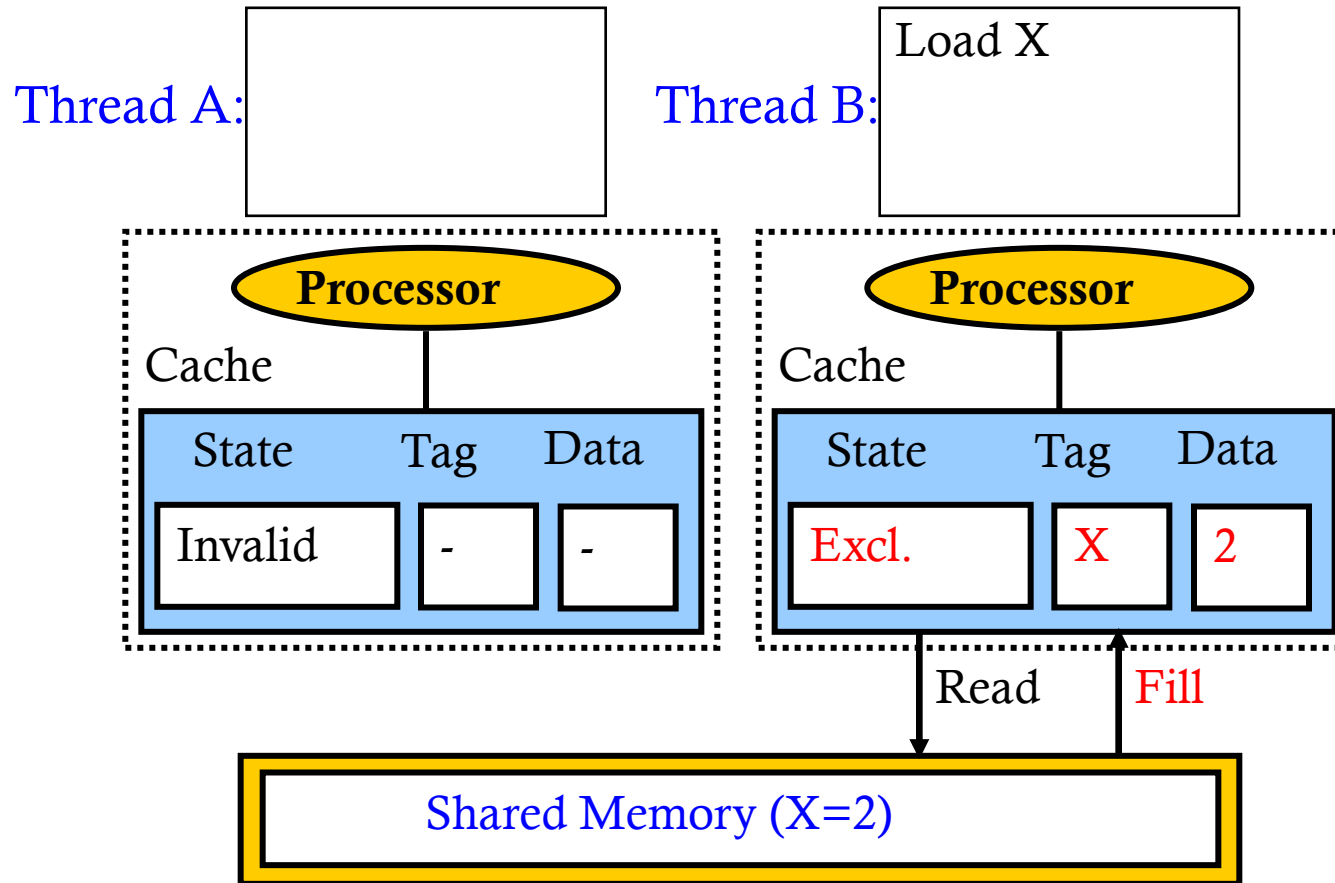 Load X
Thread A:
Thread B:
Processor
Processor
Cache
Cache
State Tag Data
State Tag Data
Invalid - -
Excl. X 2
Read
Fill
Shared Memory (X=2)